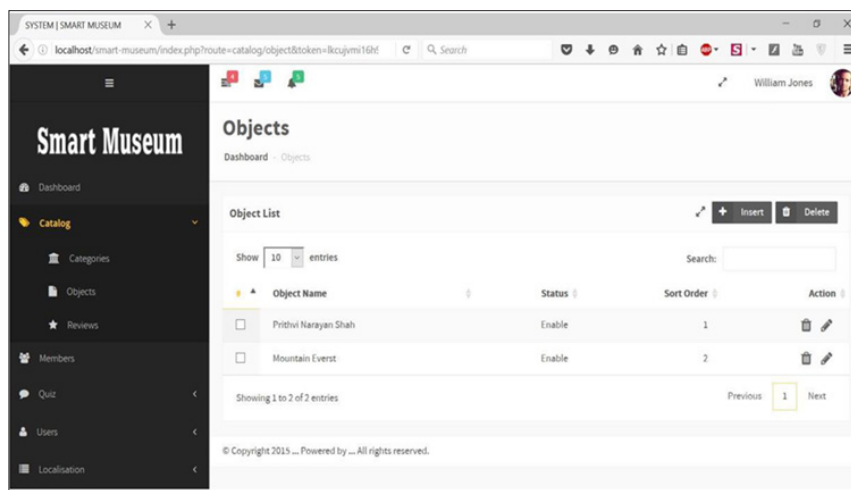 SYSTEM | SMART MUSEUM
localhost/smart-museum/index.php?route=catalog/object&token=lkcujvmi16h
Search
William Jones
Smart Museum
Dashboard
Catalog
Categories
Objects
Reviews
Members
Quiz
Users
Localisation
Objects
Dashboard - Objects
Object List
Insert
Delete
Show 10 entries
Search:
Object Name Status Sort Order Action
Prithvi Narayan Shah Enable 1
Mountain Everst Enable 2
Showing 1 to 2 of 2 entries
Previous 1 Next
© Copyright 2015 ... Powered by ... All rights reserved.